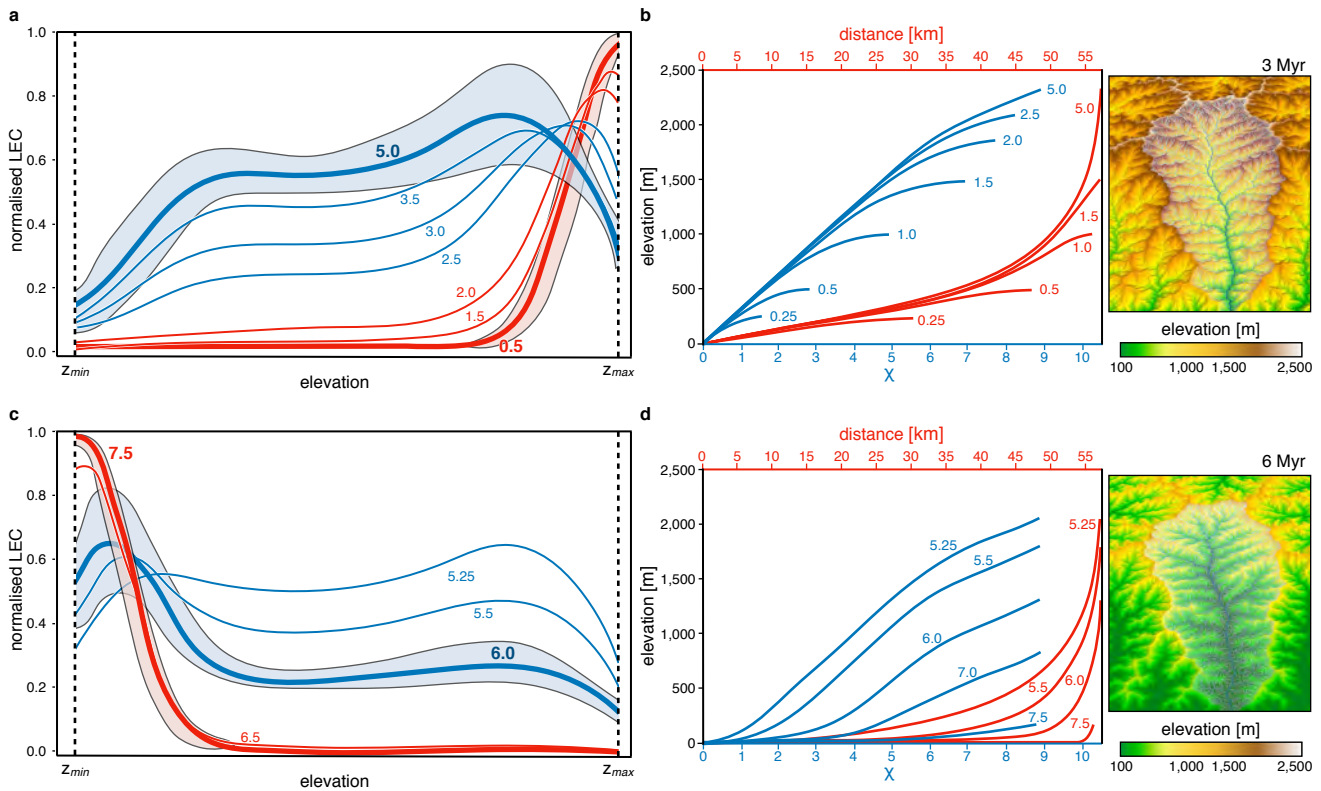 a
1.0
0.8
0.6
0.4
0.2
0.0
normalised LEC
5.0
3.5
3.0
2.5
2.0
1.5
0.5
zmin
elevation
zmax
b
distance [km]
0 5 10 15 20 25 30 35 40 45 50 55
2,500
2,000
1,500
1,000
500
0
elevation [m]
5.0
2.5
2.0
1.5
1.0
0.5
0.25
5.0
1.5
1.0
0.5
0.25
0 1 2 3 4 5 6 7 8 9 10
χ
3 Myr
elevation [m]
100 1,000 1,500 2,500
c
1.0
0.8
0.6
0.4
0.2
0.0
normalised LEC
7.5
5.25
5.5
6.0
6.5
zmin
elevation
zmax
d
distance [km]
0 5 10 15 20 25 30 35 40 45 50 55
2,500
2,000
1,500
1,000
500
0
elevation [m]
5.25
5.5
6.0
7.0
7.5
5.25
5.5
6.0
7.5
0 1 2 3 4 5 6 7 8 9 10
χ
6 Myr
elevation [m]
100 1,000 1,500 2,500